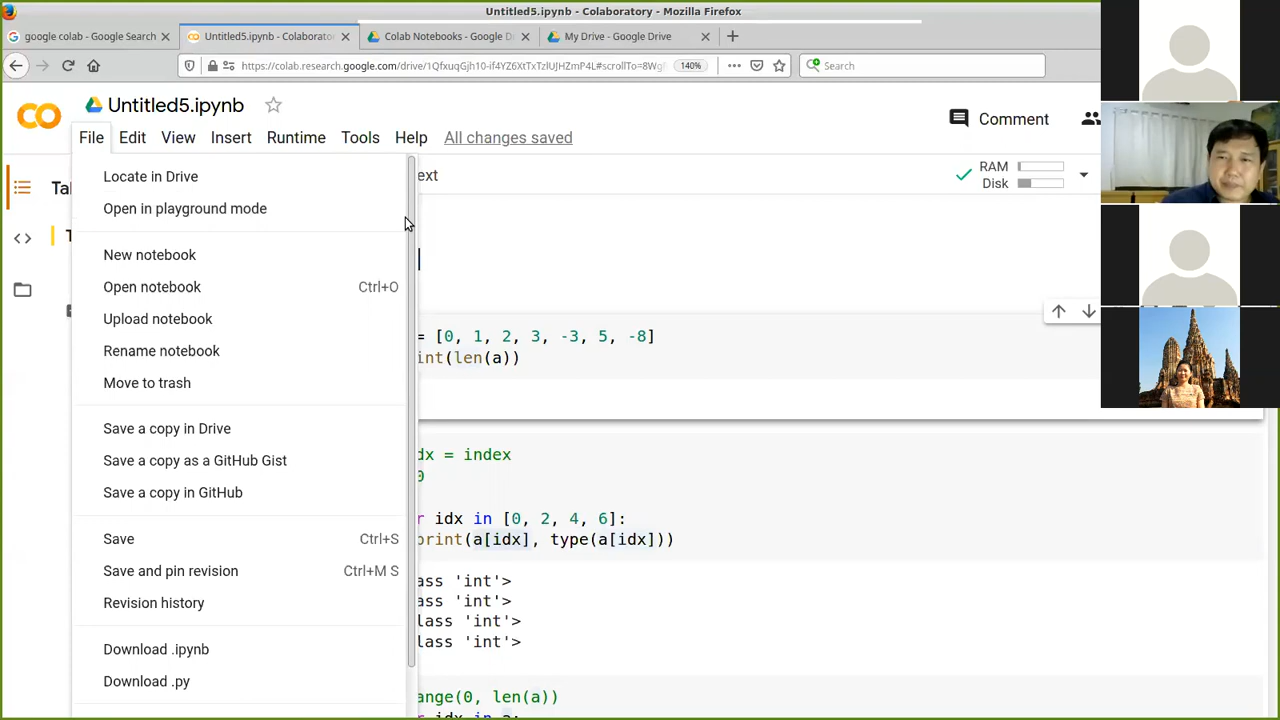 Untitled5.ipynb - Colaboratory - Mozilla Firefox
google colab - Google Search
Untitled5.ipynb - Colaborator
Colab Notebooks - Google D
My Drive - Google Drive
https://colab.research.google.com/drive/1QfxuqGjh10-if4YZ6XtTxTzlUJHZmP4L#scrollTo=8Wgf
140%
Search
CO
Untitled5.ipynb
File Edit View Insert Runtime Tools Help All changes saved
Comment
Ta
ext
RAM
Disk
T
Locate in Drive
Open in playground mode
New notebook
Open notebook Ctrl+O
Upload notebook
Rename notebook
Move to trash
Save a copy in Drive
Save a copy as a GitHub Gist
Save a copy in GitHub
Save Ctrl+S
Save and pin revision Ctrl+M S
Revision history
Download .ipynb
Download .py
= [0, 1, 2, 3, -3, 5, -8]
int(len(a))
dx = index
0
r idx in [0, 2, 4, 6]:
print(a[idx], type(a[idx]))
ass 'int'>
ass 'int'>
lass 'int'>
lass 'int'>
ange(0, len(a))
r idx in a: